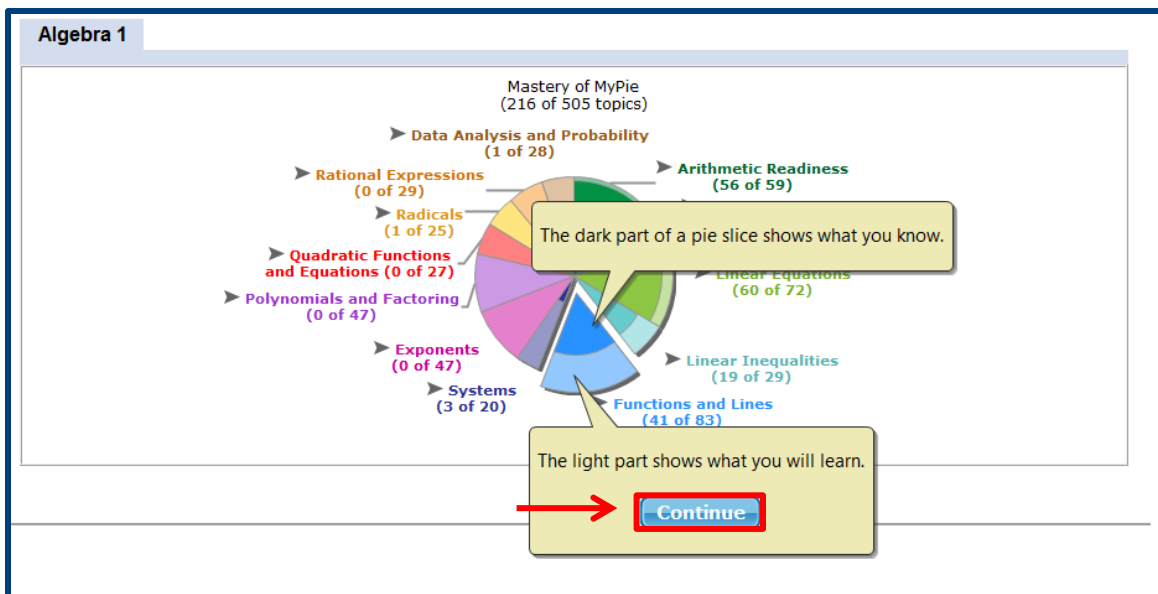 Algebra 1
Mastery of MyPie
(216 of 505 topics)
Data Analysis and Probability
(1 of 28)
Rational Expressions
(0 of 29)
Arithmetic Readiness
(56 of 59)
Radicals
(1 of 25)
The dark part of a pie slice shows what you know.
Quadratic Functions
and Equations (0 of 27)
Linear Equations
(60 of 72)
Polynomials and Factoring
(0 of 47)
Exponents
(0 of 47)
Linear Inequalities
(19 of 29)
Systems
(3 of 20)
Functions and Lines
(41 of 83)
The light part shows what you will learn.
Continue